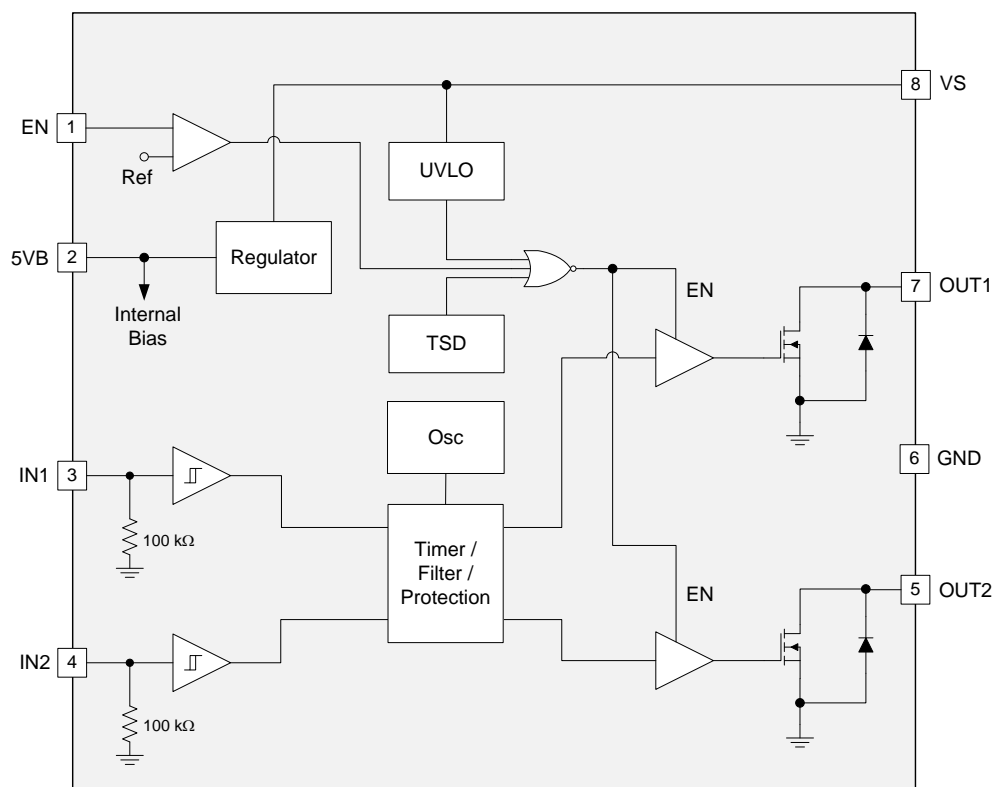 8 VS
EN 1
Ref
UVLO
5VB 2
Regulator
Internal
Bias
EN
7 OUT1
TSD
Osc
6 GND
IN1 3
100 kΩ
Timer /
Filter /
Protection
EN
5 OUT2
IN2 4
100 kΩ